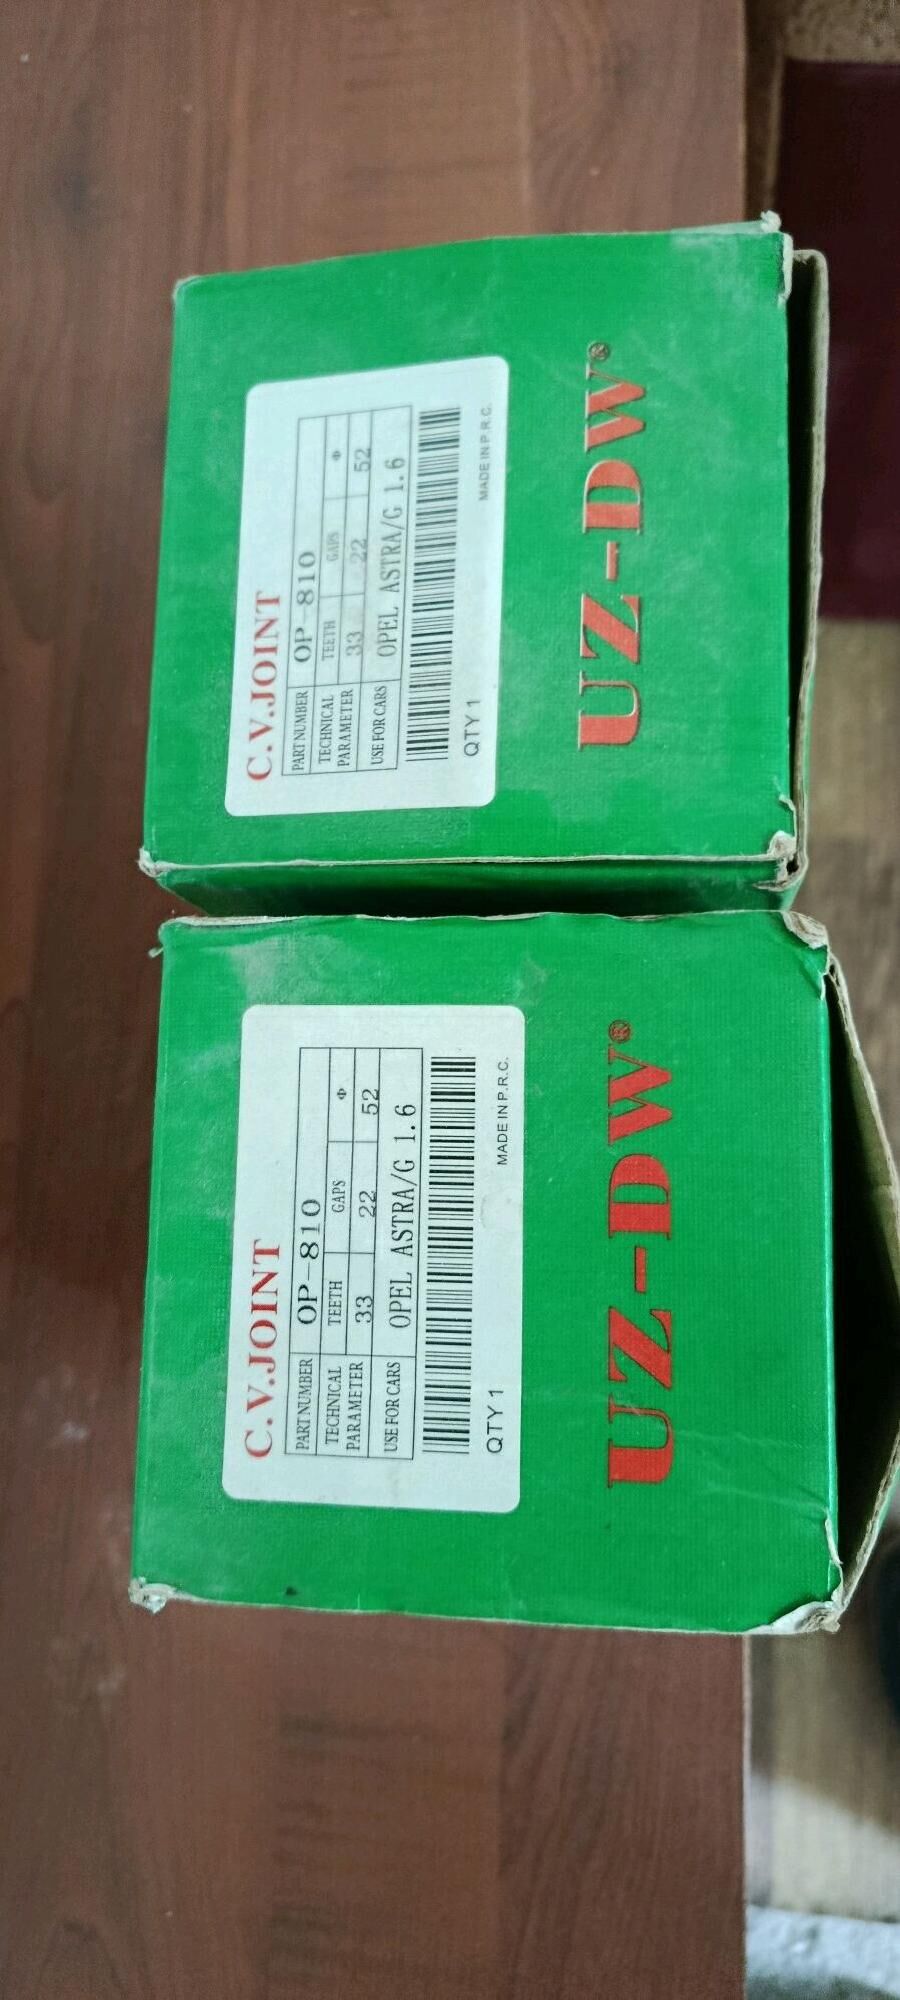 C.V.JOINT
PART NUMBER OP-810
TECHNICAL PARAMETER TEETH GAPS Φ
33 22 52
USE FOR CARS OPEL ASTRA/G 1.6
QTY 1 MADE IN P.R.C.
UZ-DW®
C.V.JOINT
PART NUMBER OP-810
TECHNICAL PARAMETER TEETH GAPS Φ
33 22 52
USE FOR CARS OPEL ASTRA/G 1.6
QTY 1 MADE IN P.R.C.
UZ-DW®